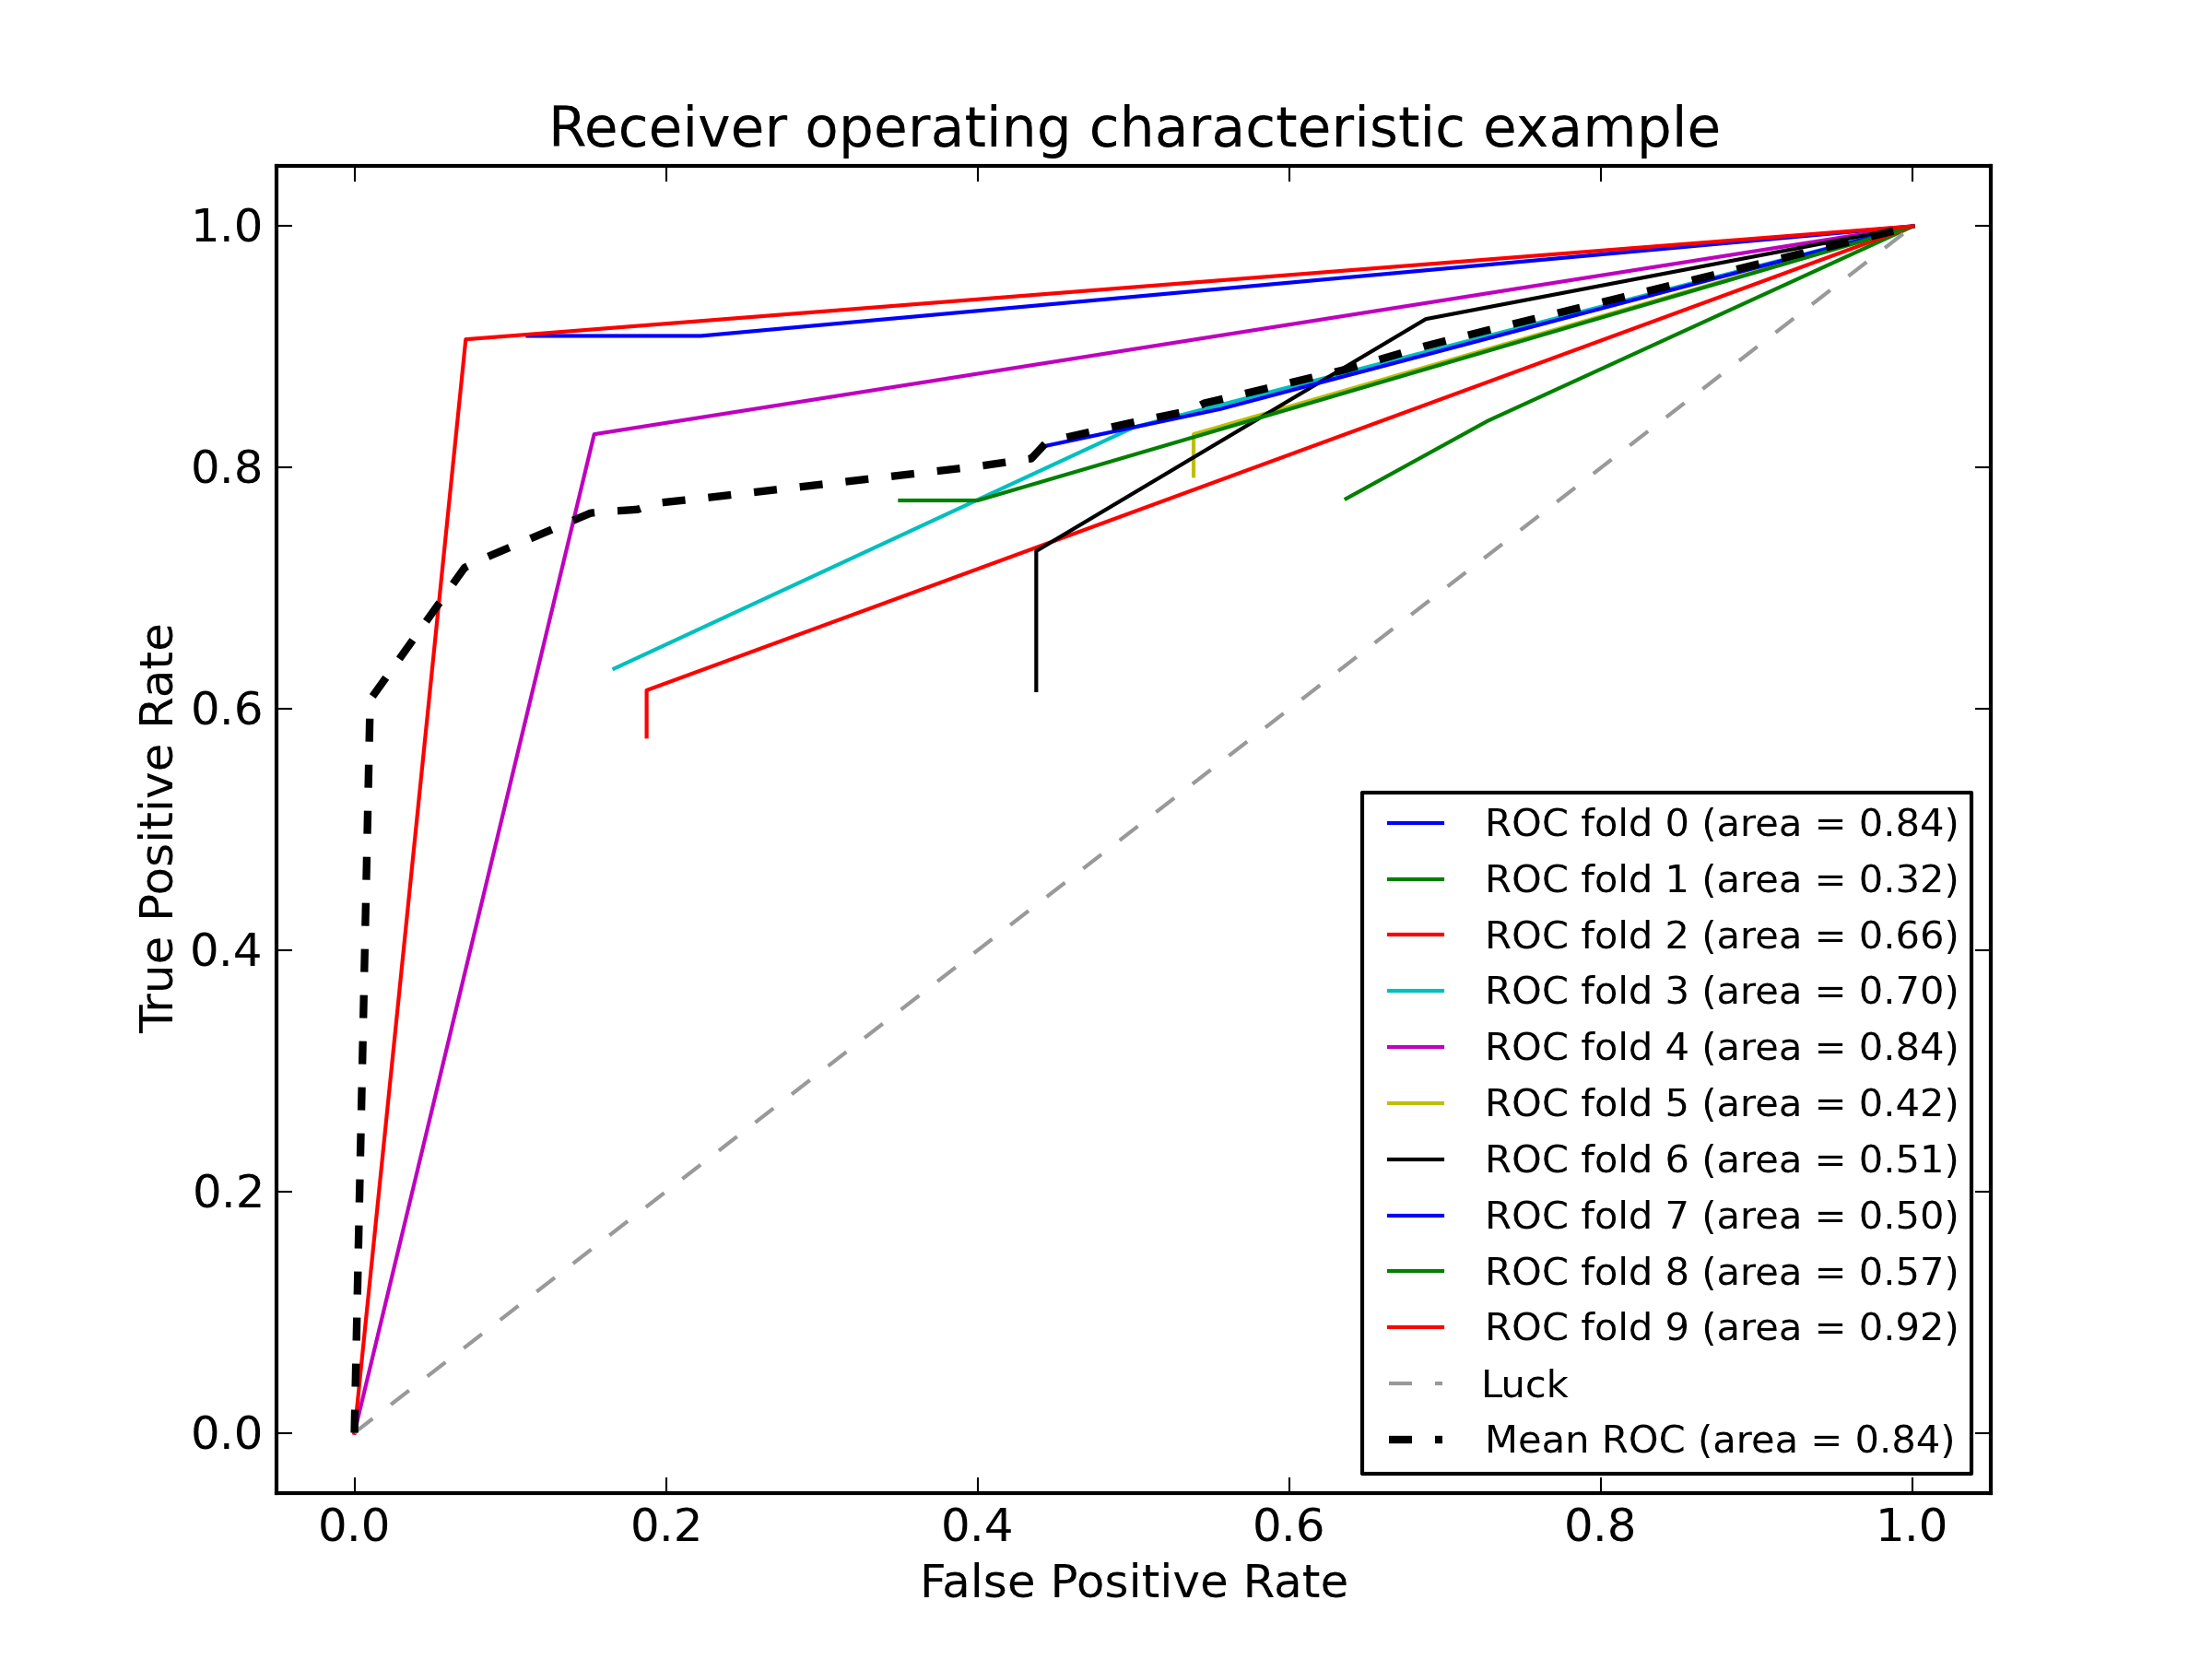 Receiver operating characteristic example
1.0
0.8
0.6
0.4
0.2
0.0
True Positive Rate
0.0 0.2 0.4 0.6 0.8 1.0
False Positive Rate
ROC fold 0 (area = 0.84)
ROC fold 1 (area = 0.32)
ROC fold 2 (area = 0.66)
ROC fold 3 (area = 0.70)
ROC fold 4 (area = 0.84)
ROC fold 5 (area = 0.42)
ROC fold 6 (area = 0.51)
ROC fold 7 (area = 0.50)
ROC fold 8 (area = 0.57)
ROC fold 9 (area = 0.92)
Luck
Mean ROC (area = 0.84)